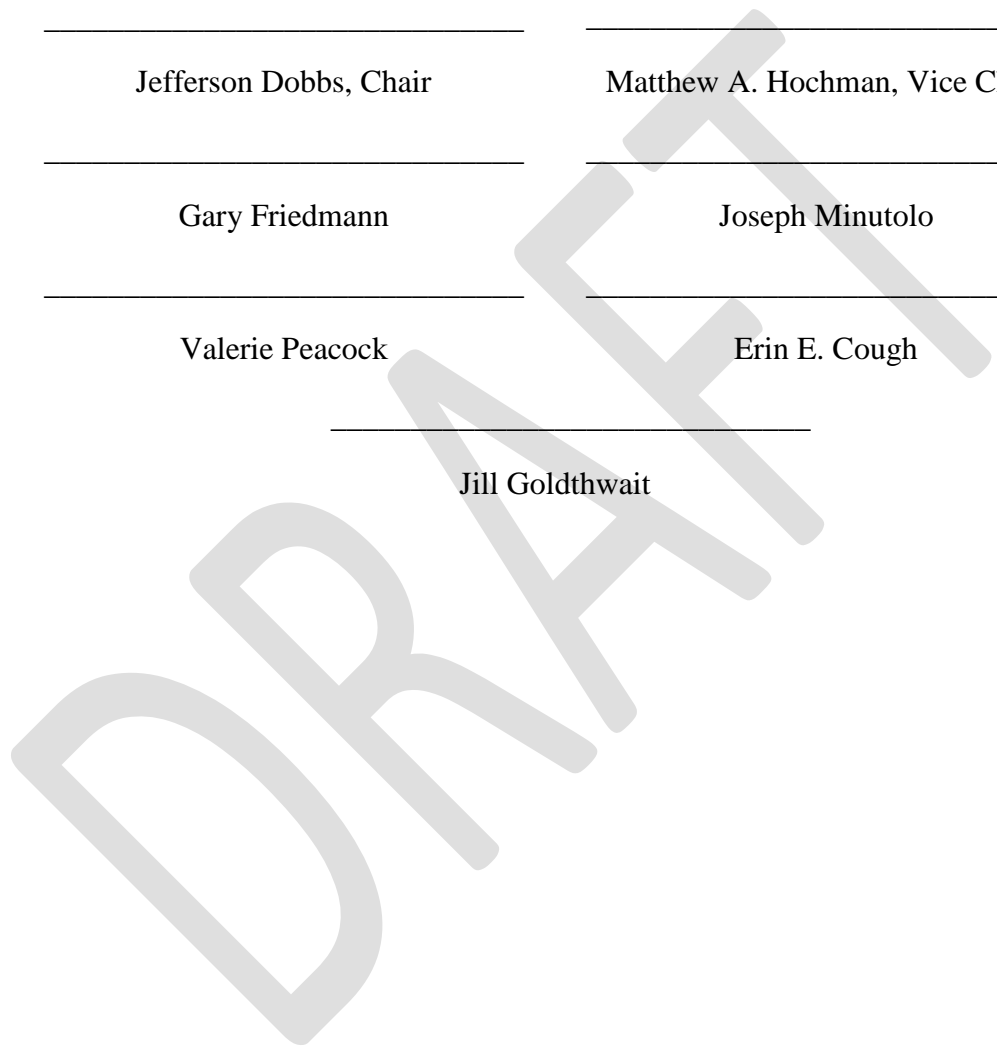 Jefferson Dobbs, Chair Matthew A. Hochman, Vice
Gary Friedmann Joseph Minutolo
Valerie Peacock Erin E. Cough
Jill Goldthwait
DRAFT